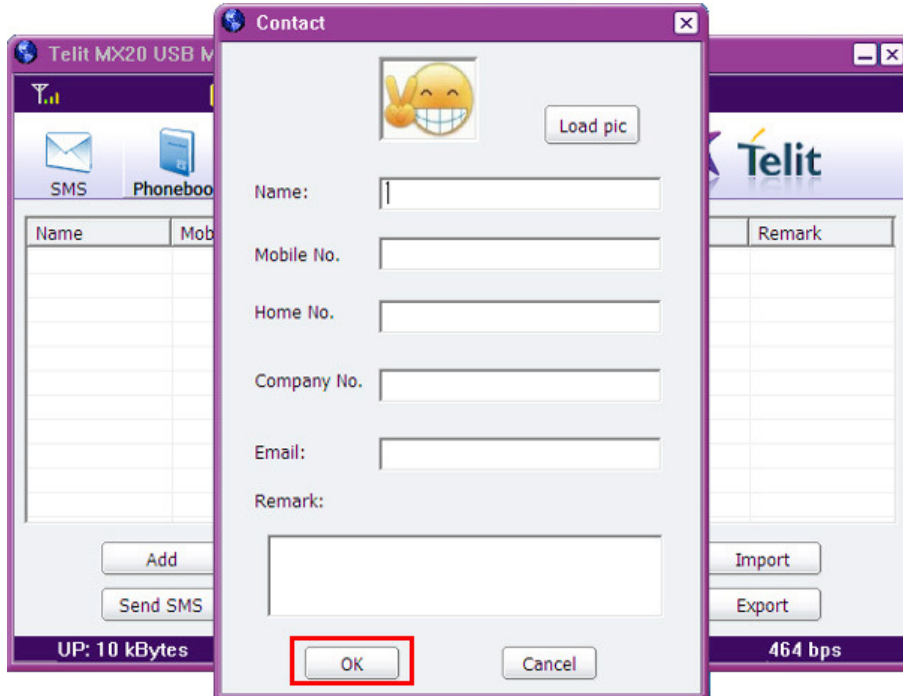 Contact
Telit MX20 USB M
Load pic
Telit
SMS
Phoneboo
Name:
Name
Mob
Remark
Mobile No.
Home No.
Company No.
Email:
Remark:
Add
Import
Send SMS
Export
OK
Cancel
UP: 10 kBytes
464 bps